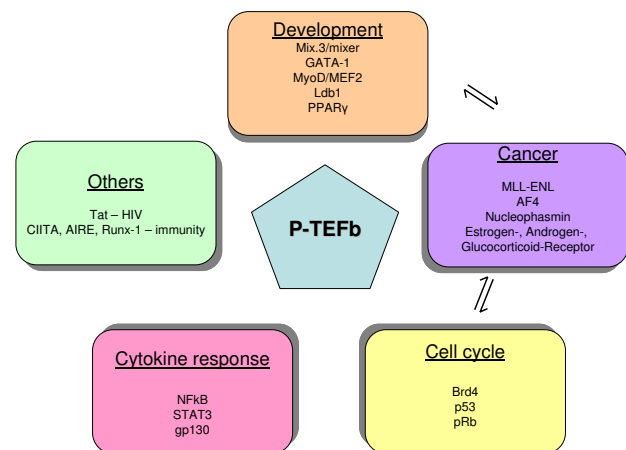 Development
Mix.3/mixer
GATA-1
MyoD/MEF2
Ldb1
PPARγ
Cancer
MLL-ENL
AF4
Nucleophasmin
Estrogen-, Androgen-,
Glucocorticoid-Receptor
Others
Tat – HIV
CIITA, AIRE, Runx-1 – immunity
P-TEFb
Cytokine response
NFkB
STAT3
gp130
Cell cycle
Brd4
p53
pRb